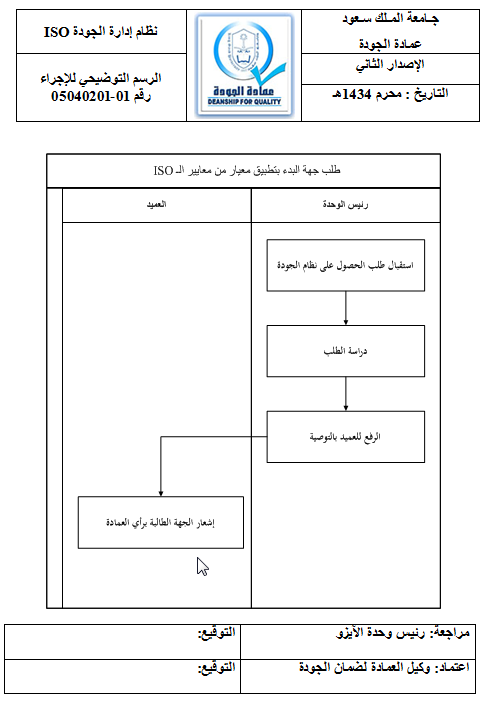 جـامعة المـلك سـعود
عمـادة الجودة
الإصدار الثاني
التاريخ : محرم 1434هـ
عمادة الجودة
DEANSHIP FOR QUALITY
نظام إدارة الجودة ISO
الرسم التوضيحي للإجراء
رقم 01-05040201
طلب جهة البدء بتطبيق معيار من معايير الـ ISO
رئيس الوحدة
العميد
استقبال طلب الحصول على نظام الجودة
دراسة الطلب
الرفع للعميد بالتوصية
إشعار الجهة الطالبة برأي العمادة
مراجعة: رئيس وحدة الآيزو
التوقيع:
اعتماد: وكيل العمادة لضمان الجودة
التوقيع: